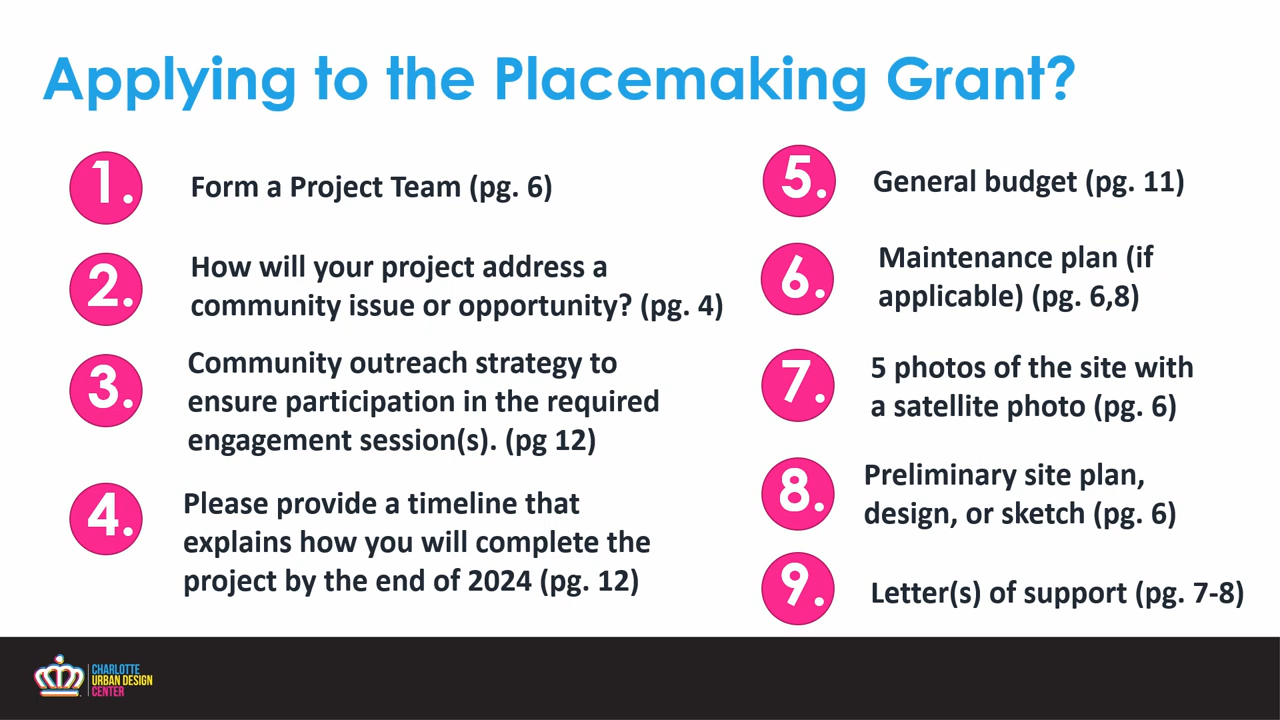 Applying to the Placemaking Grant?
1.
Form a Project Team (pg. 6)
2.
How will your project address a
community issue or opportunity? (pg. 4)
3.
Community outreach strategy to
ensure participation in the required
engagement session(s). (pg 12)
4.
Please provide a timeline that
explains how you will complete the
project by the end of 2024 (pg. 12)
5.
General budget (pg. 11)
6.
Maintenance plan (if
applicable) (pg. 6,8)
7.
5 photos of the site with
a satellite photo (pg. 6)
8.
Preliminary site plan,
design, or sketch (pg. 6)
9.
Letter(s) of support (pg. 7-8)
CHARLOTTE
URBAN DESIGN
CENTER